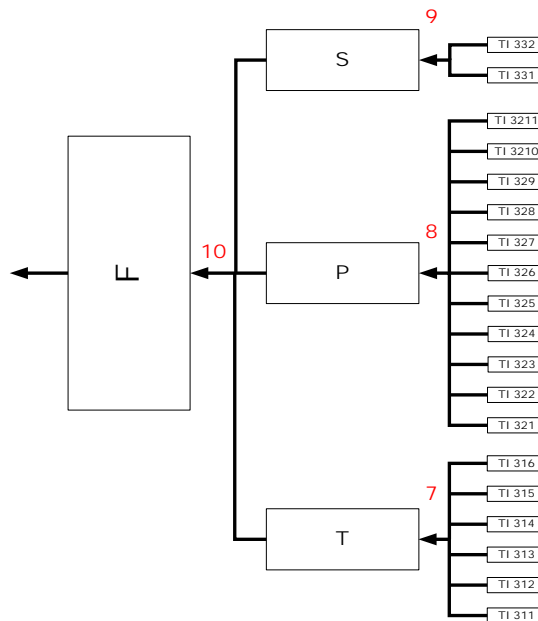 9
TI 332
S
TI 331
TI 3211
TI 3210
TI 329
TI 328
8
TI 327
10
F
P
TI 326
TI 325
TI 324
TI 323
TI 322
TI 321
TI 316
7
TI 315
TI 314
T
TI 313
TI 312
TI 311